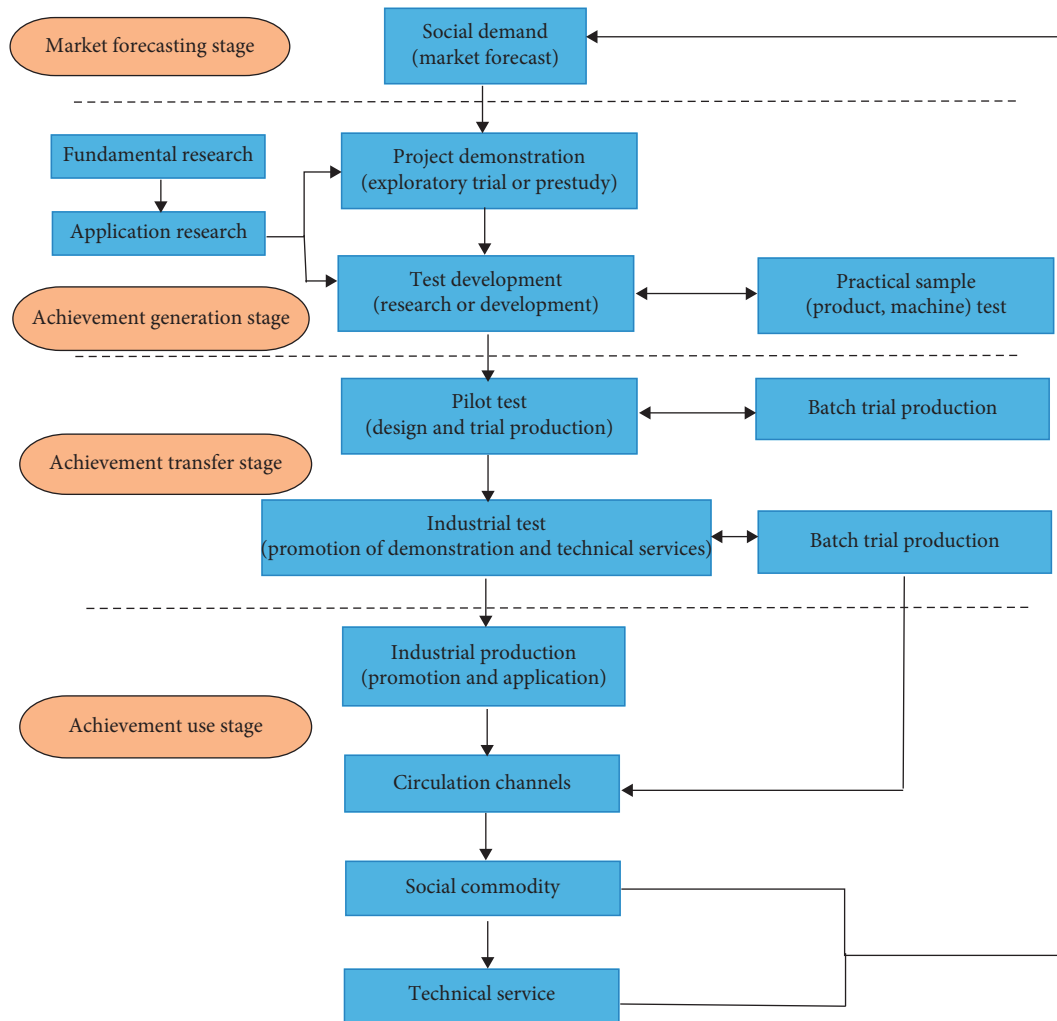 Market forecasting stage
Social demand
(market forecast)
Fundamental research
Application research
Project demonstration
(exploratory trial or prestudy)
Test development
(research or development)
Practical sample
(product, machine) test
Achievement generation stage
Pilot test
(design and trial production)
Batch trial production
Achievement transfer stage
Industrial test
(promotion of demonstration and technical services)
Batch trial production
Industrial production
(promotion and application)
Achievement use stage
Circulation channels
Social commodity
Technical service